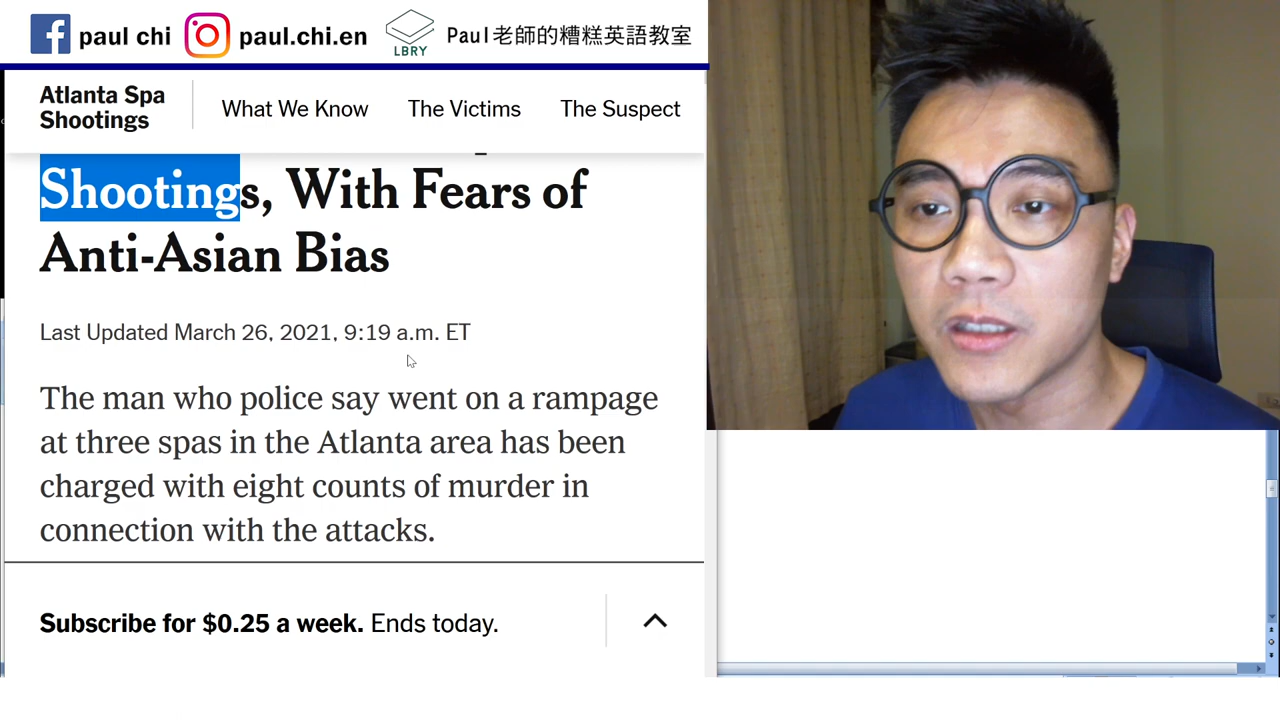 paul chi paul.chi.en LBRY Paul老師的糟糕英語教室
Atlanta Spa
Shootings
What We Know The Victims The Suspect
Shootings, With Fears of
Anti-Asian Bias
Last Updated March 26, 2021, 9:19 a.m. ET
The man who police say went on a rampage
at three spas in the Atlanta area has been
charged with eight counts of murder in
connection with the attacks.
Subscribe for $0.25 a week. Ends today.